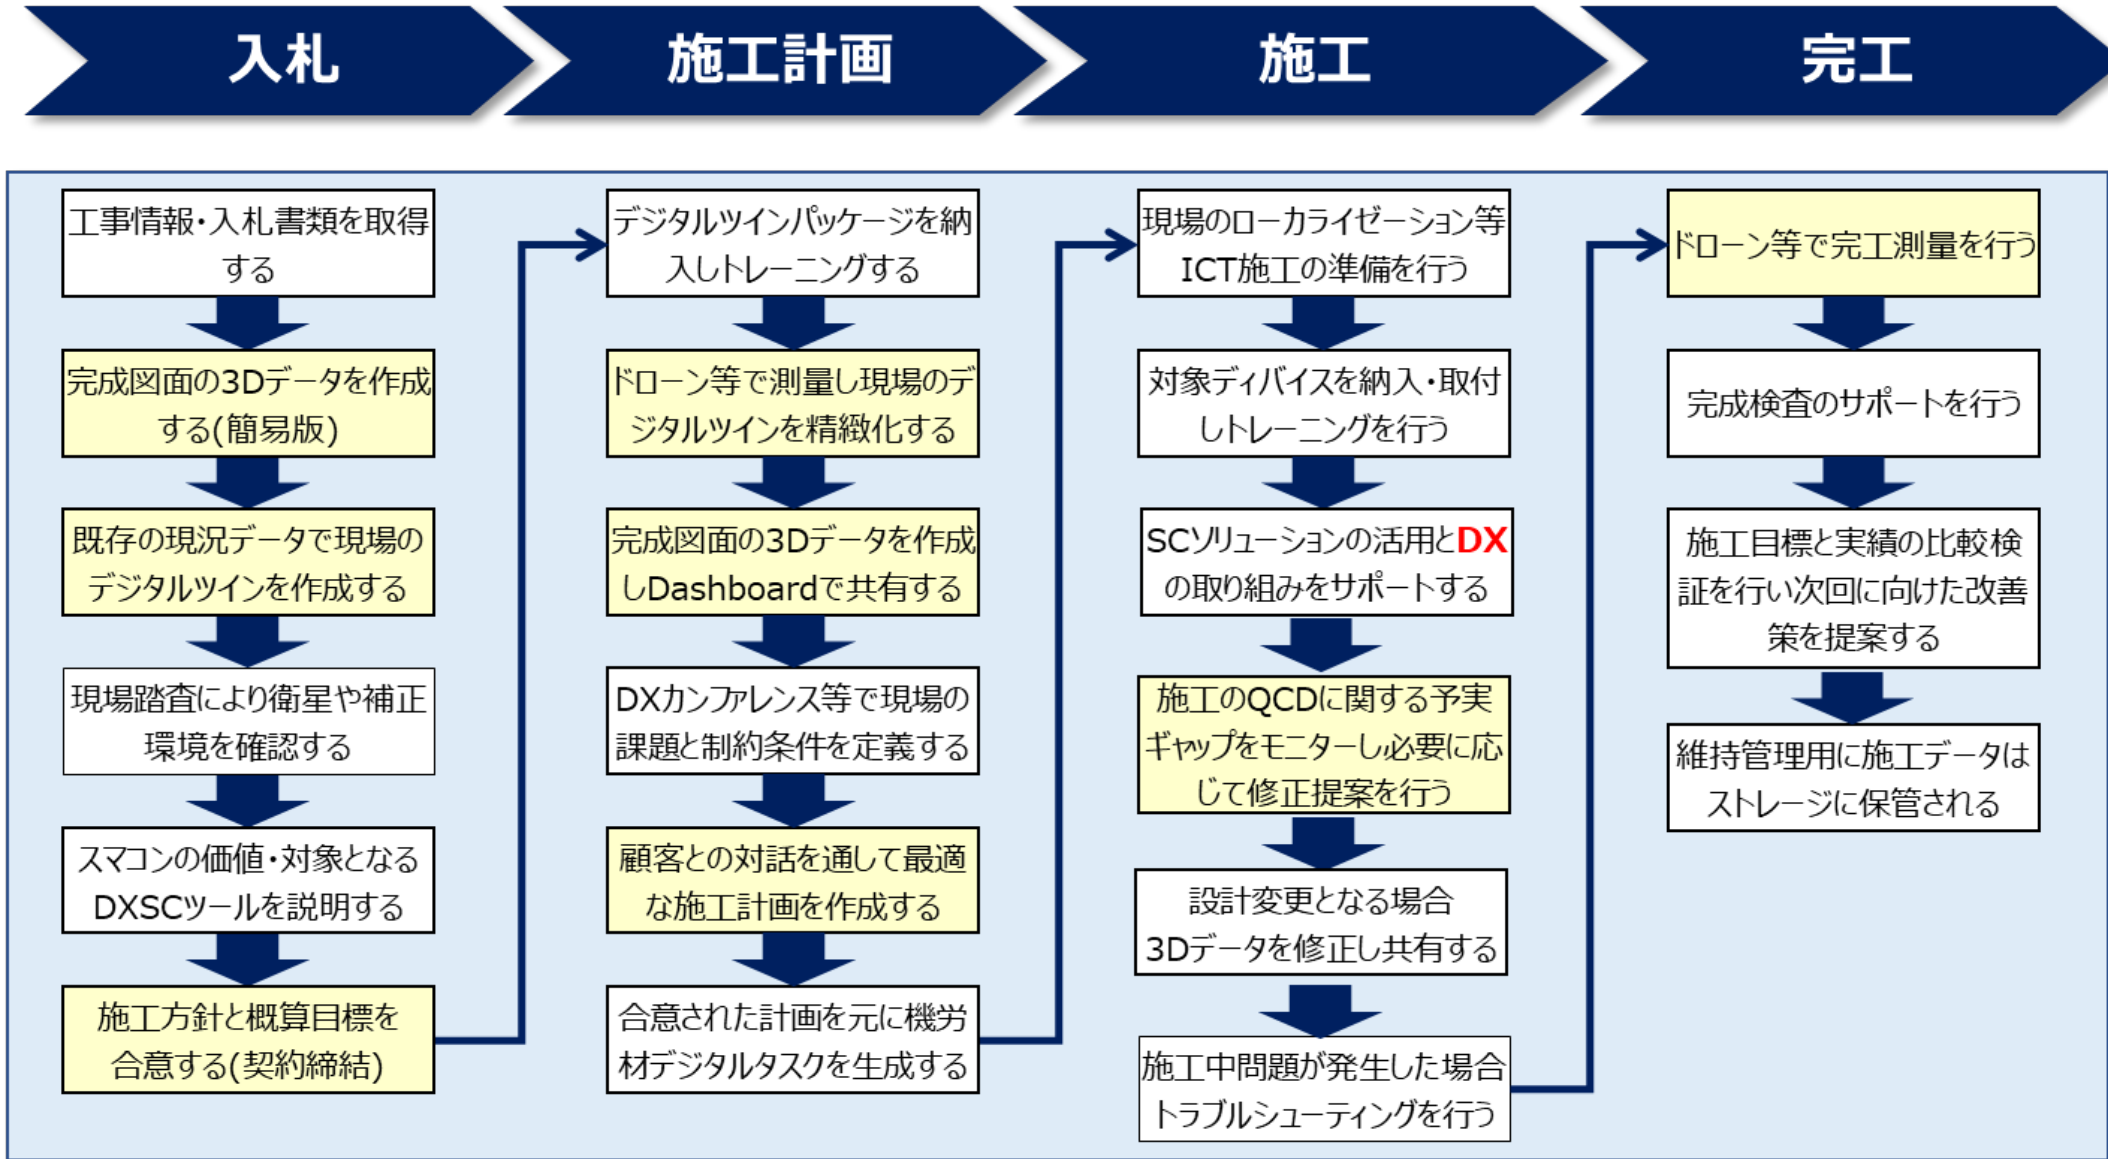 入札
施工計画
施工
完工
工事情報・入札書類を取得
する
完成図面の3Dデータを作成
する(簡易版)
既存の現況データで現場の
デジタルツインを作成する
現場踏査により衛星や補正
環境を確認する
スマコンの価値・対象となる
DXSCツールを説明する
施工方針と概算目標を
合意する(契約締結)
デジタルツインパッケージを納
入しトレーニングする
ドローン等で測量し現場のデ
ジタルツインを精緻化する
完成図面の3Dデータを作成
しDashboardで共有する
DXカンファレンス等で現場の
課題と制約条件を定義する
顧客との対話を通して最適
な施工計画を作成する
合意された計画を元に機労
材デジタルタスクを生成する
現場のローカライゼーション等
ICT施工の準備を行う
対象ディバイスを納入・取付
しトレーニングを行う
SCソリューションの活用とDX
の取り組みをサポートする
施工のQCDに関する予実
ギャップをモニターし必要に応
じて修正提案を行う
設計変更となる場合
3Dデータを修正し共有する
施工中問題が発生した場合
トラブルシューティングを行う
ドローン等で完工測量を行う
完成検査のサポートを行う
施工目標と実績の比較検
証を行い次回に向けた改善
策を提案する
維持管理用に施工データは
ストレージに保管される